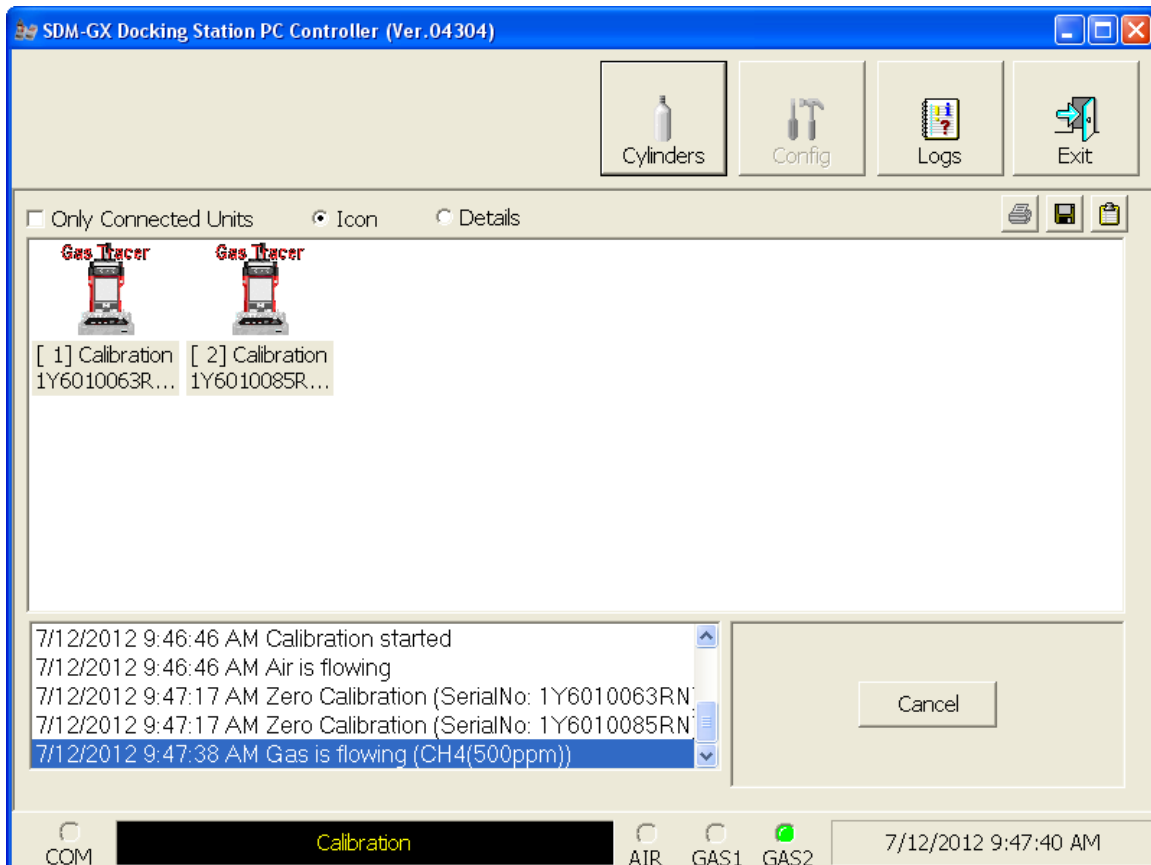 SDM-GX Docking Station PC Controller (Ver.04304)
Cylinders
Config
Logs
Exit
Only Connected Units
Icon
Details
Gas Tracer
Gas Tracer
[ 1] Calibration
1Y6010063R...
[ 2] Calibration
1Y6010085R...
7/12/2012 9:46:46 AM Calibration started
7/12/2012 9:46:46 AM Air is flowing
7/12/2012 9:47:17 AM Zero Calibration (SerialNo: 1Y6010063RN
7/12/2012 9:47:17 AM Zero Calibration (SerialNo: 1Y6010085RN
7/12/2012 9:47:38 AM Gas is flowing (CH4(500ppm))
Cancel
COM
Calibration
AIR
GAS1
GAS2
7/12/2012 9:47:40 AM